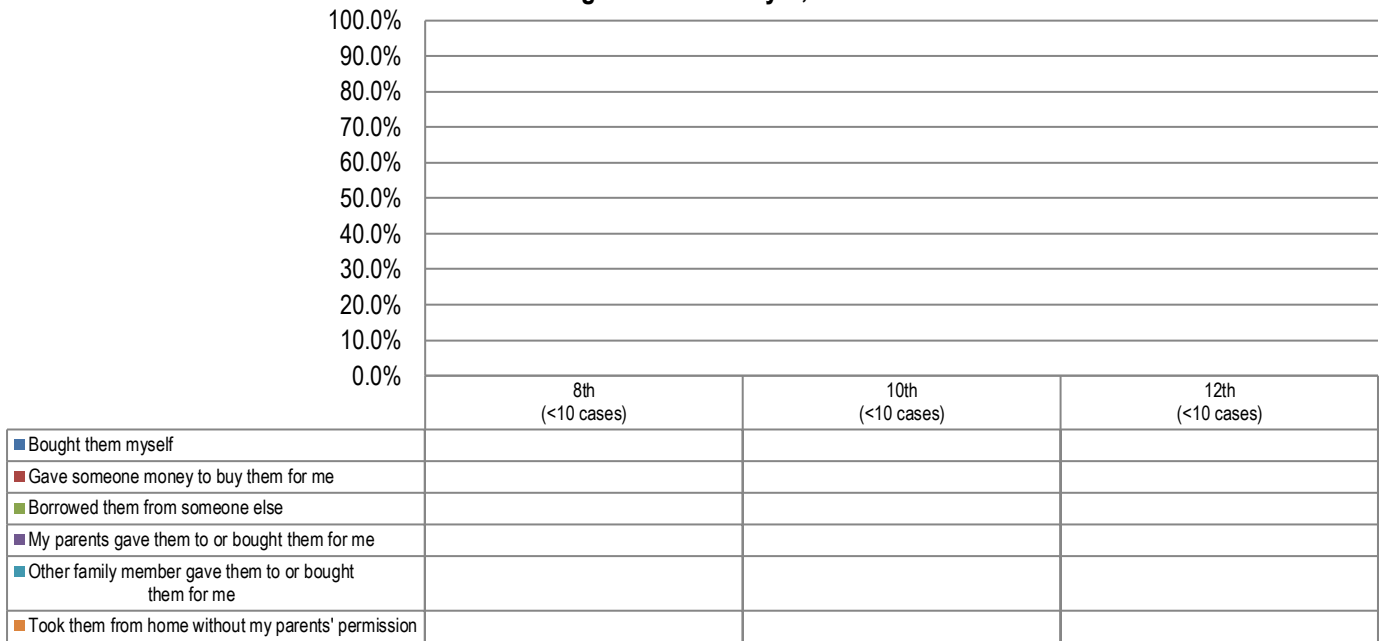 100.0%
90.0%
80.0%
70.0%
60.0%
50.0%
40.0%
30.0%
20.0%
10.0%
0.0%
8th
(<10 cases)
10th
(<10 cases)
12th
(<10 cases)
Bought them myself
Gave someone money to buy them for me
Borrowed them from someone else
My parents gave them to or bought them for me
Other family member gave them to or bought
them for me
Took them from home without my parents' permission